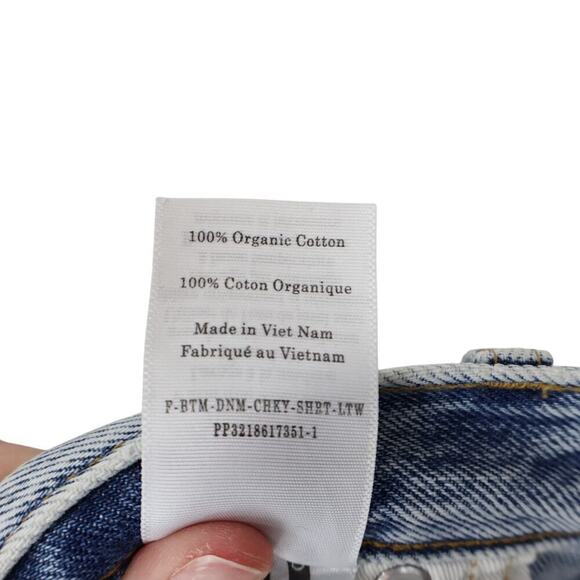 100% Organic Cotton
100% Coton Organique
Made in Viet Nam
Fabriqué au Vietnam
F-BTM-DNM-CHKY-SHRT-LTW
PP3218617351-1